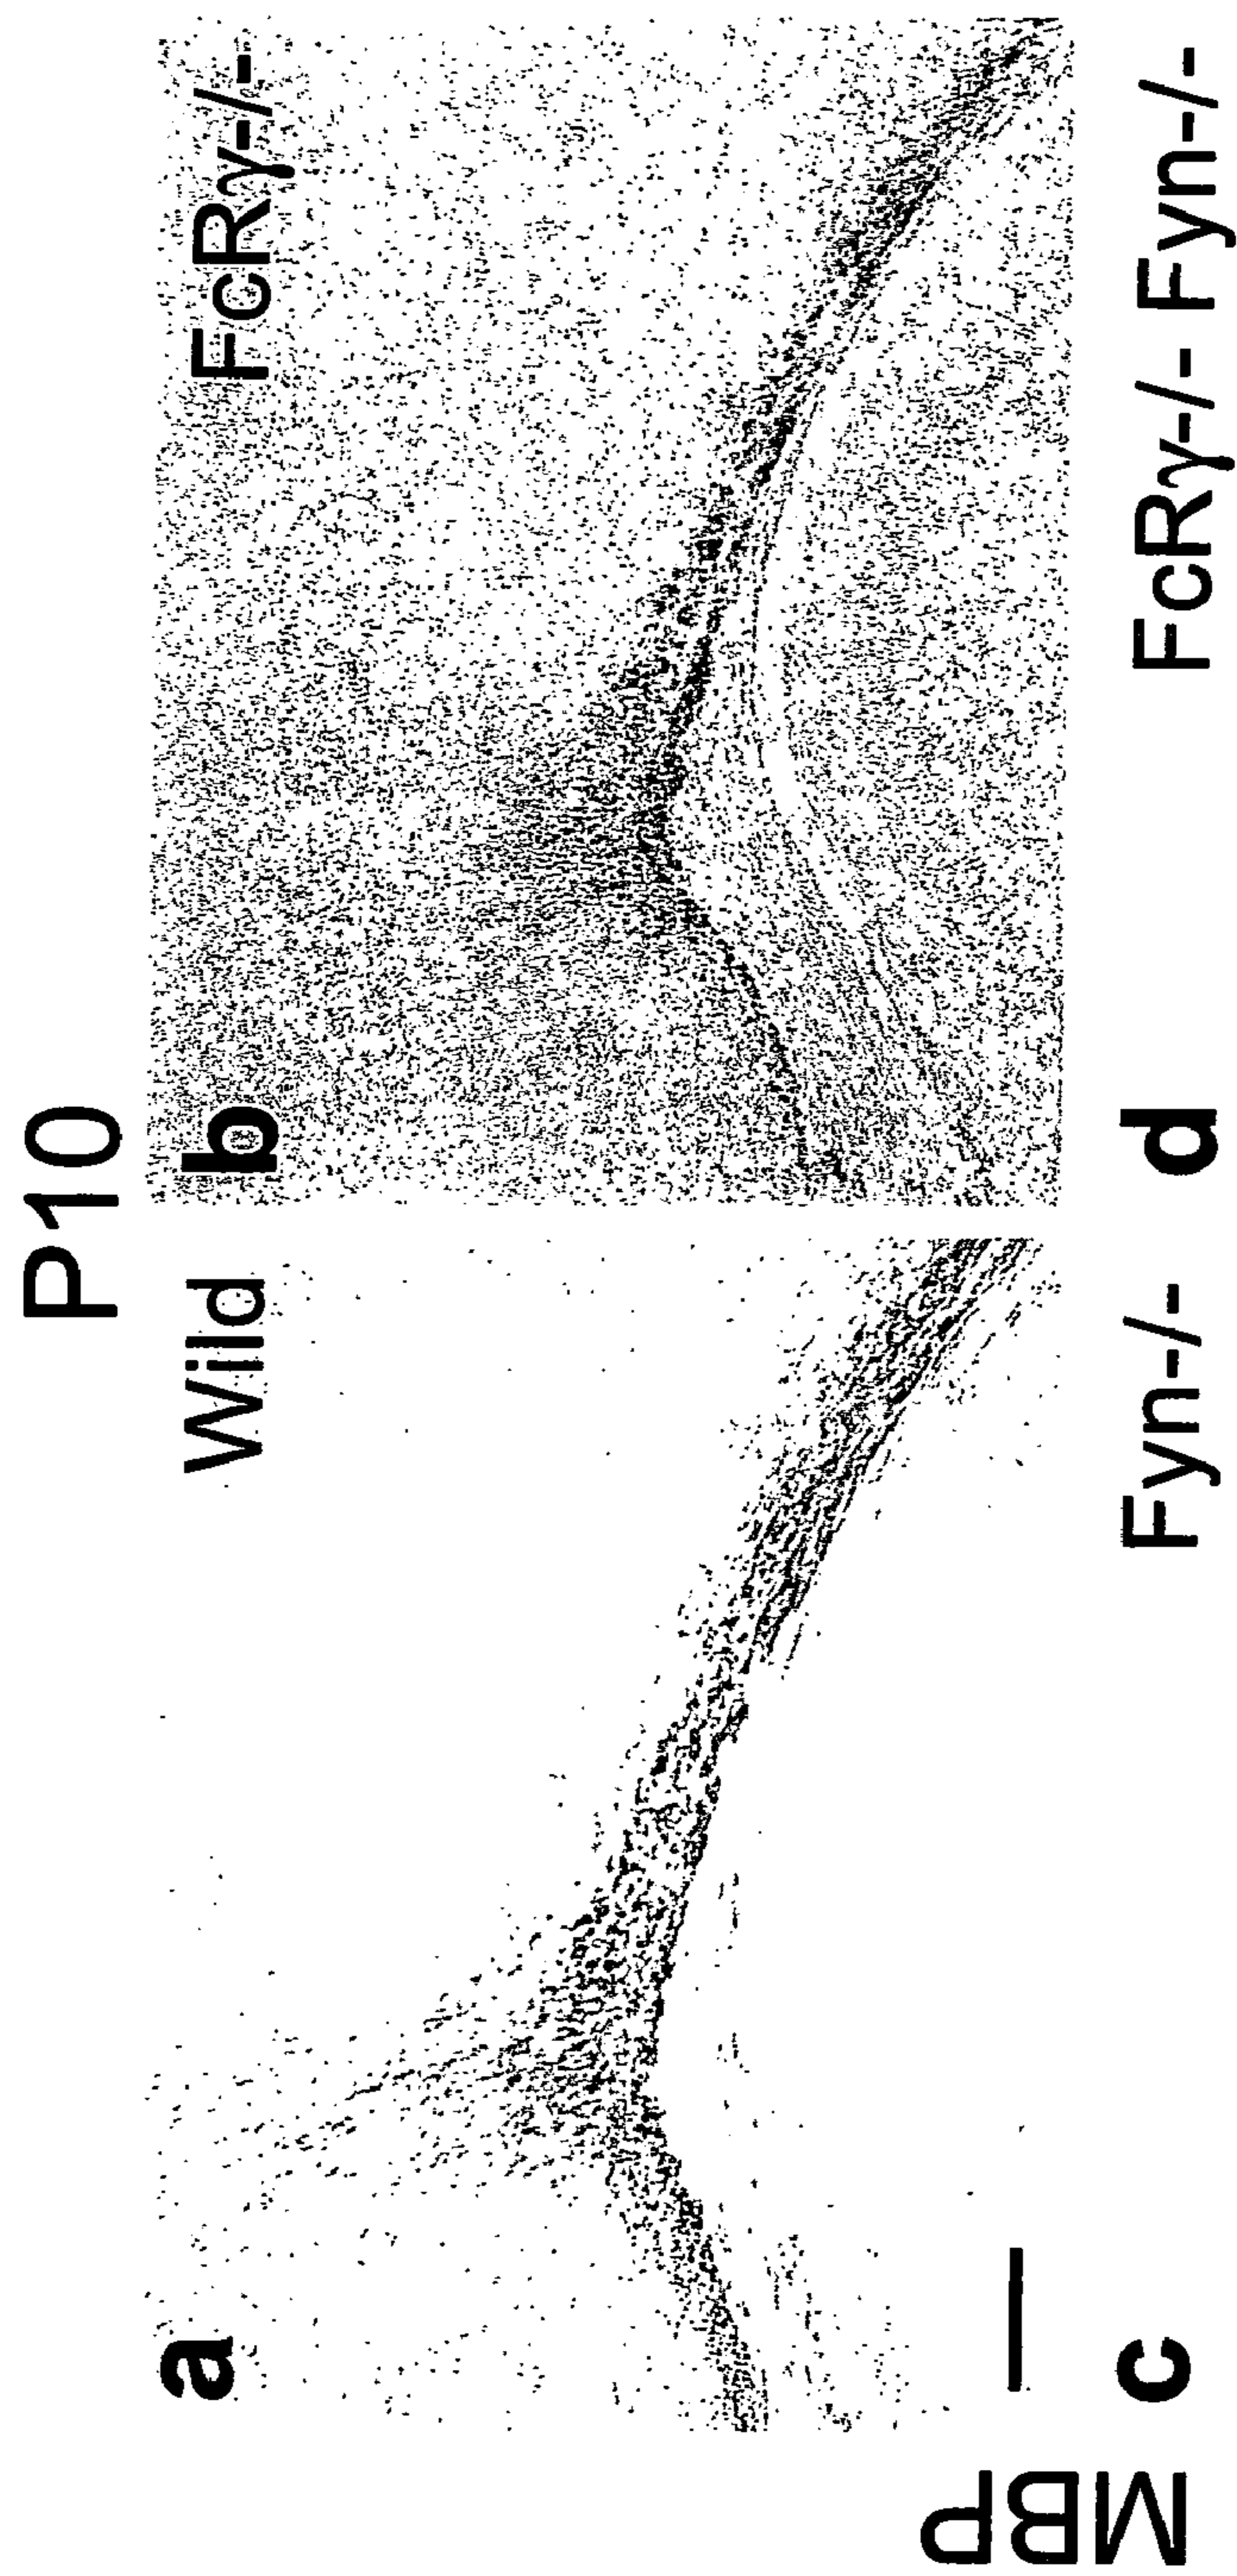 P10
a Wild
b FcRγ-/-
MBP
c Fyn-/-
d FcRγ-/- Fyn-/-